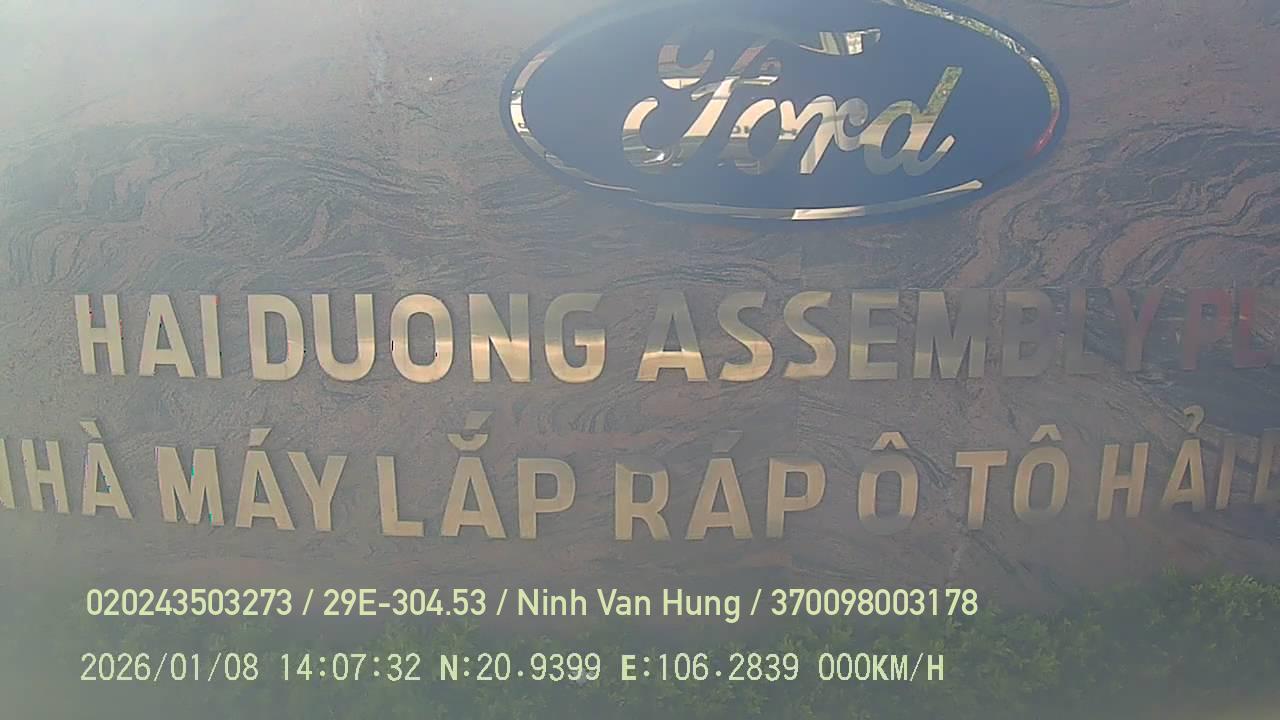 Ford
HAI DUONG ASSEMBLY PL
NHÀ MÁY LẮP RÁP Ô TÔ HẢI
020243503273 / 29E-304.53 / Ninh Van Hung / 370098003178
2026/01/08 14:07:32 N:20.9399 E:106.2839 000KM/H